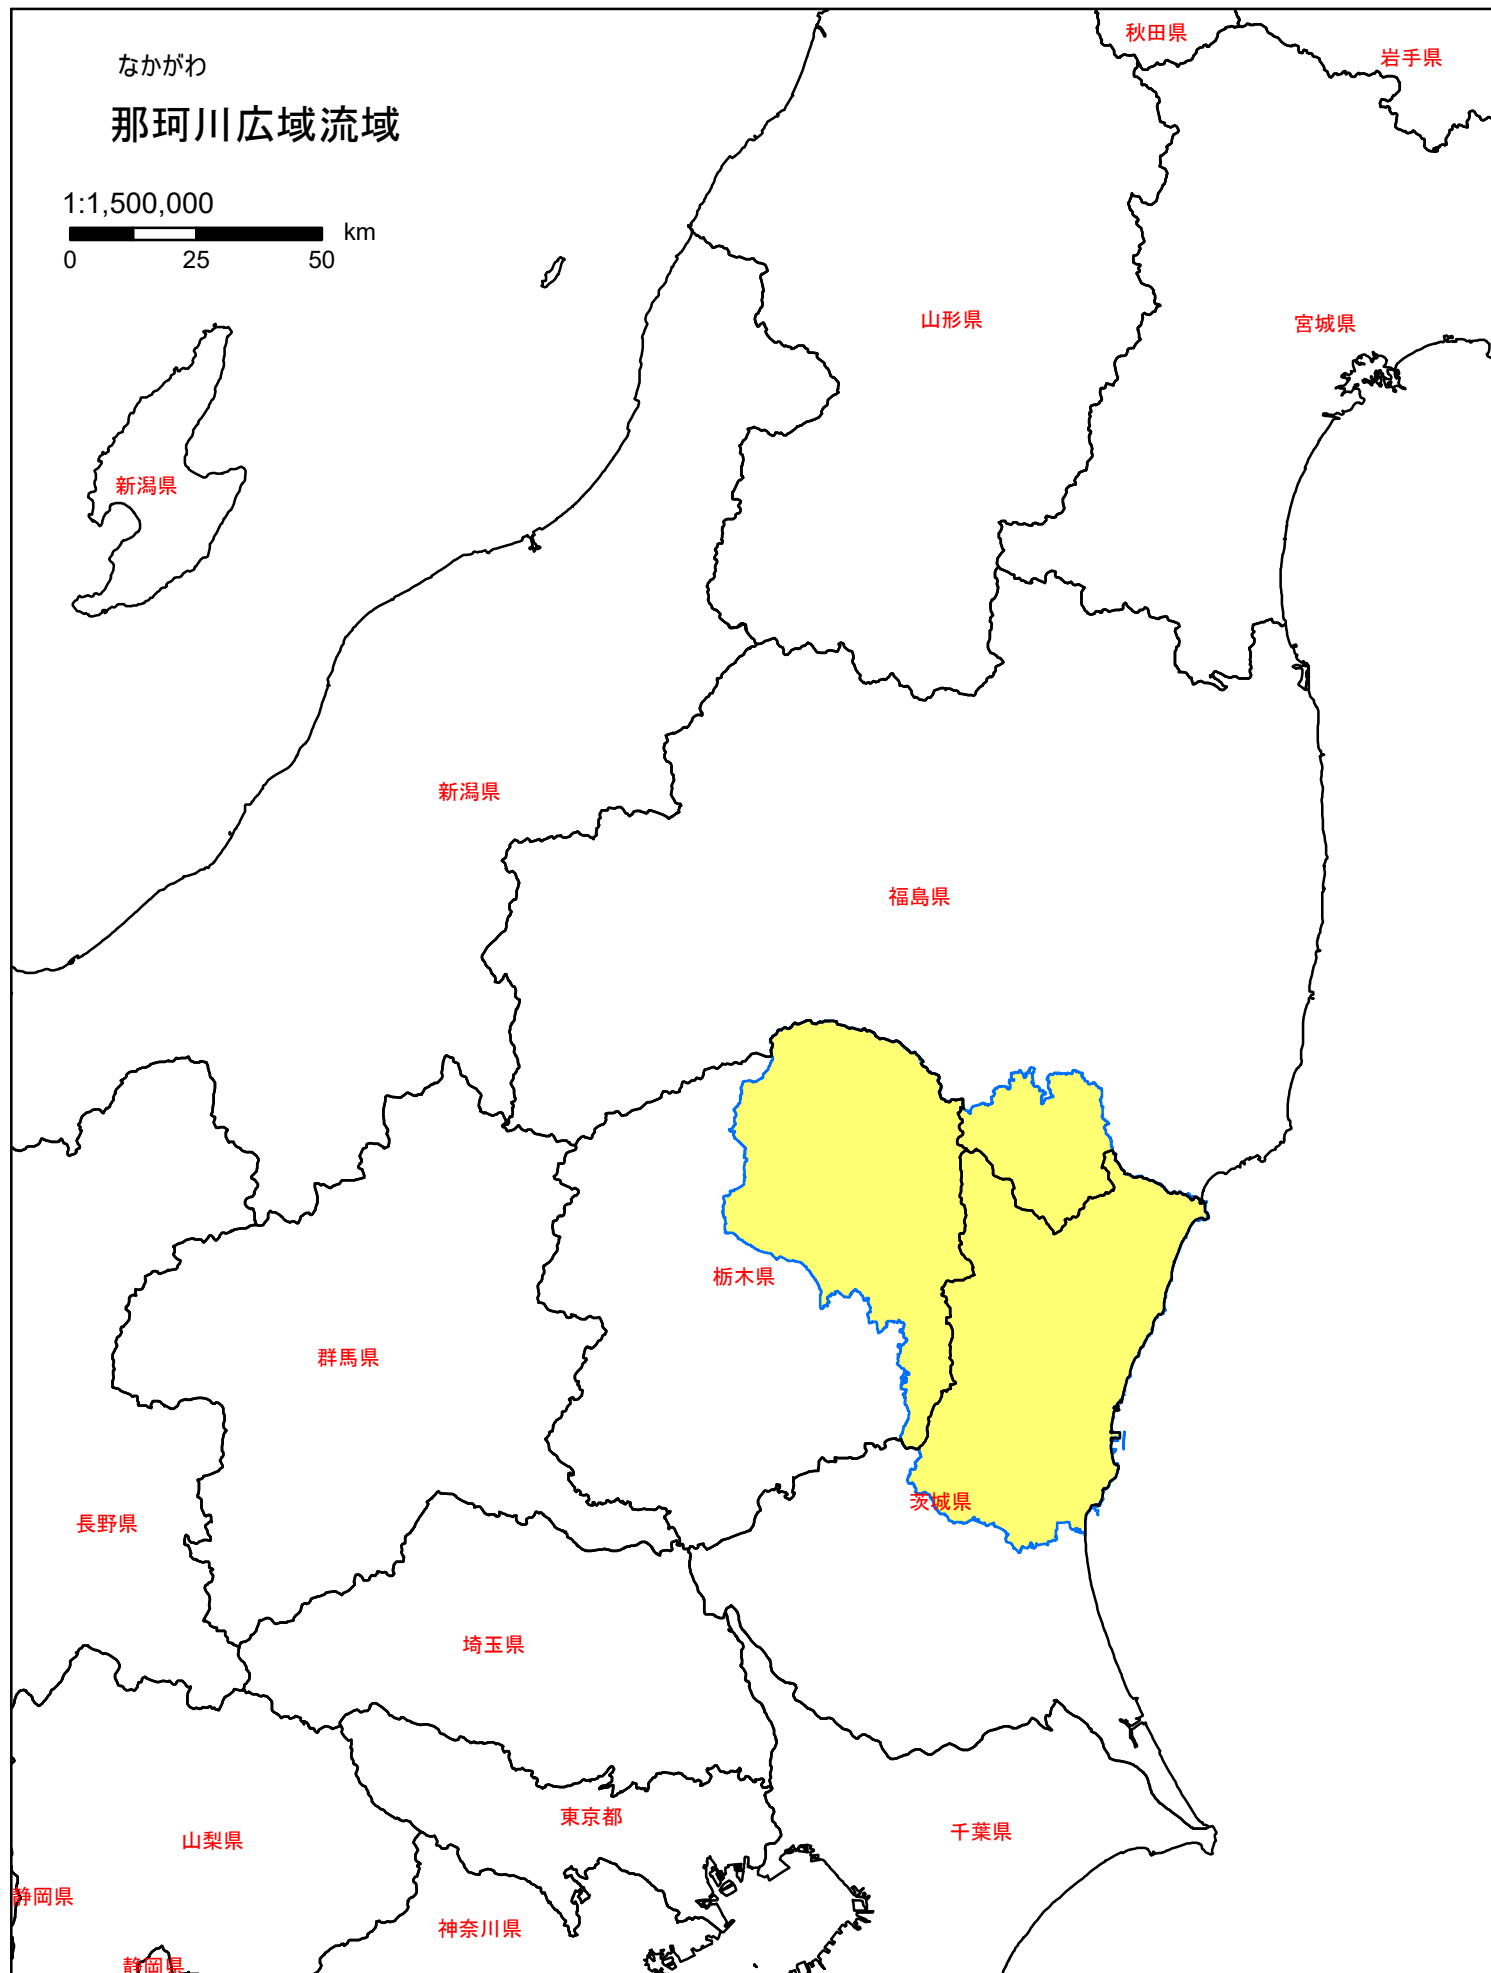 なかがわ
那珂川広域流域
1:1,500,000
km
0 25 50
秋田県
岩手県
山形県
宮城県
新潟県
新潟県
福島県
栃木県
群馬県
茨城県
長野県
埼玉県
東京都
千葉県
山梨県
静岡県
神奈川県
静岡県